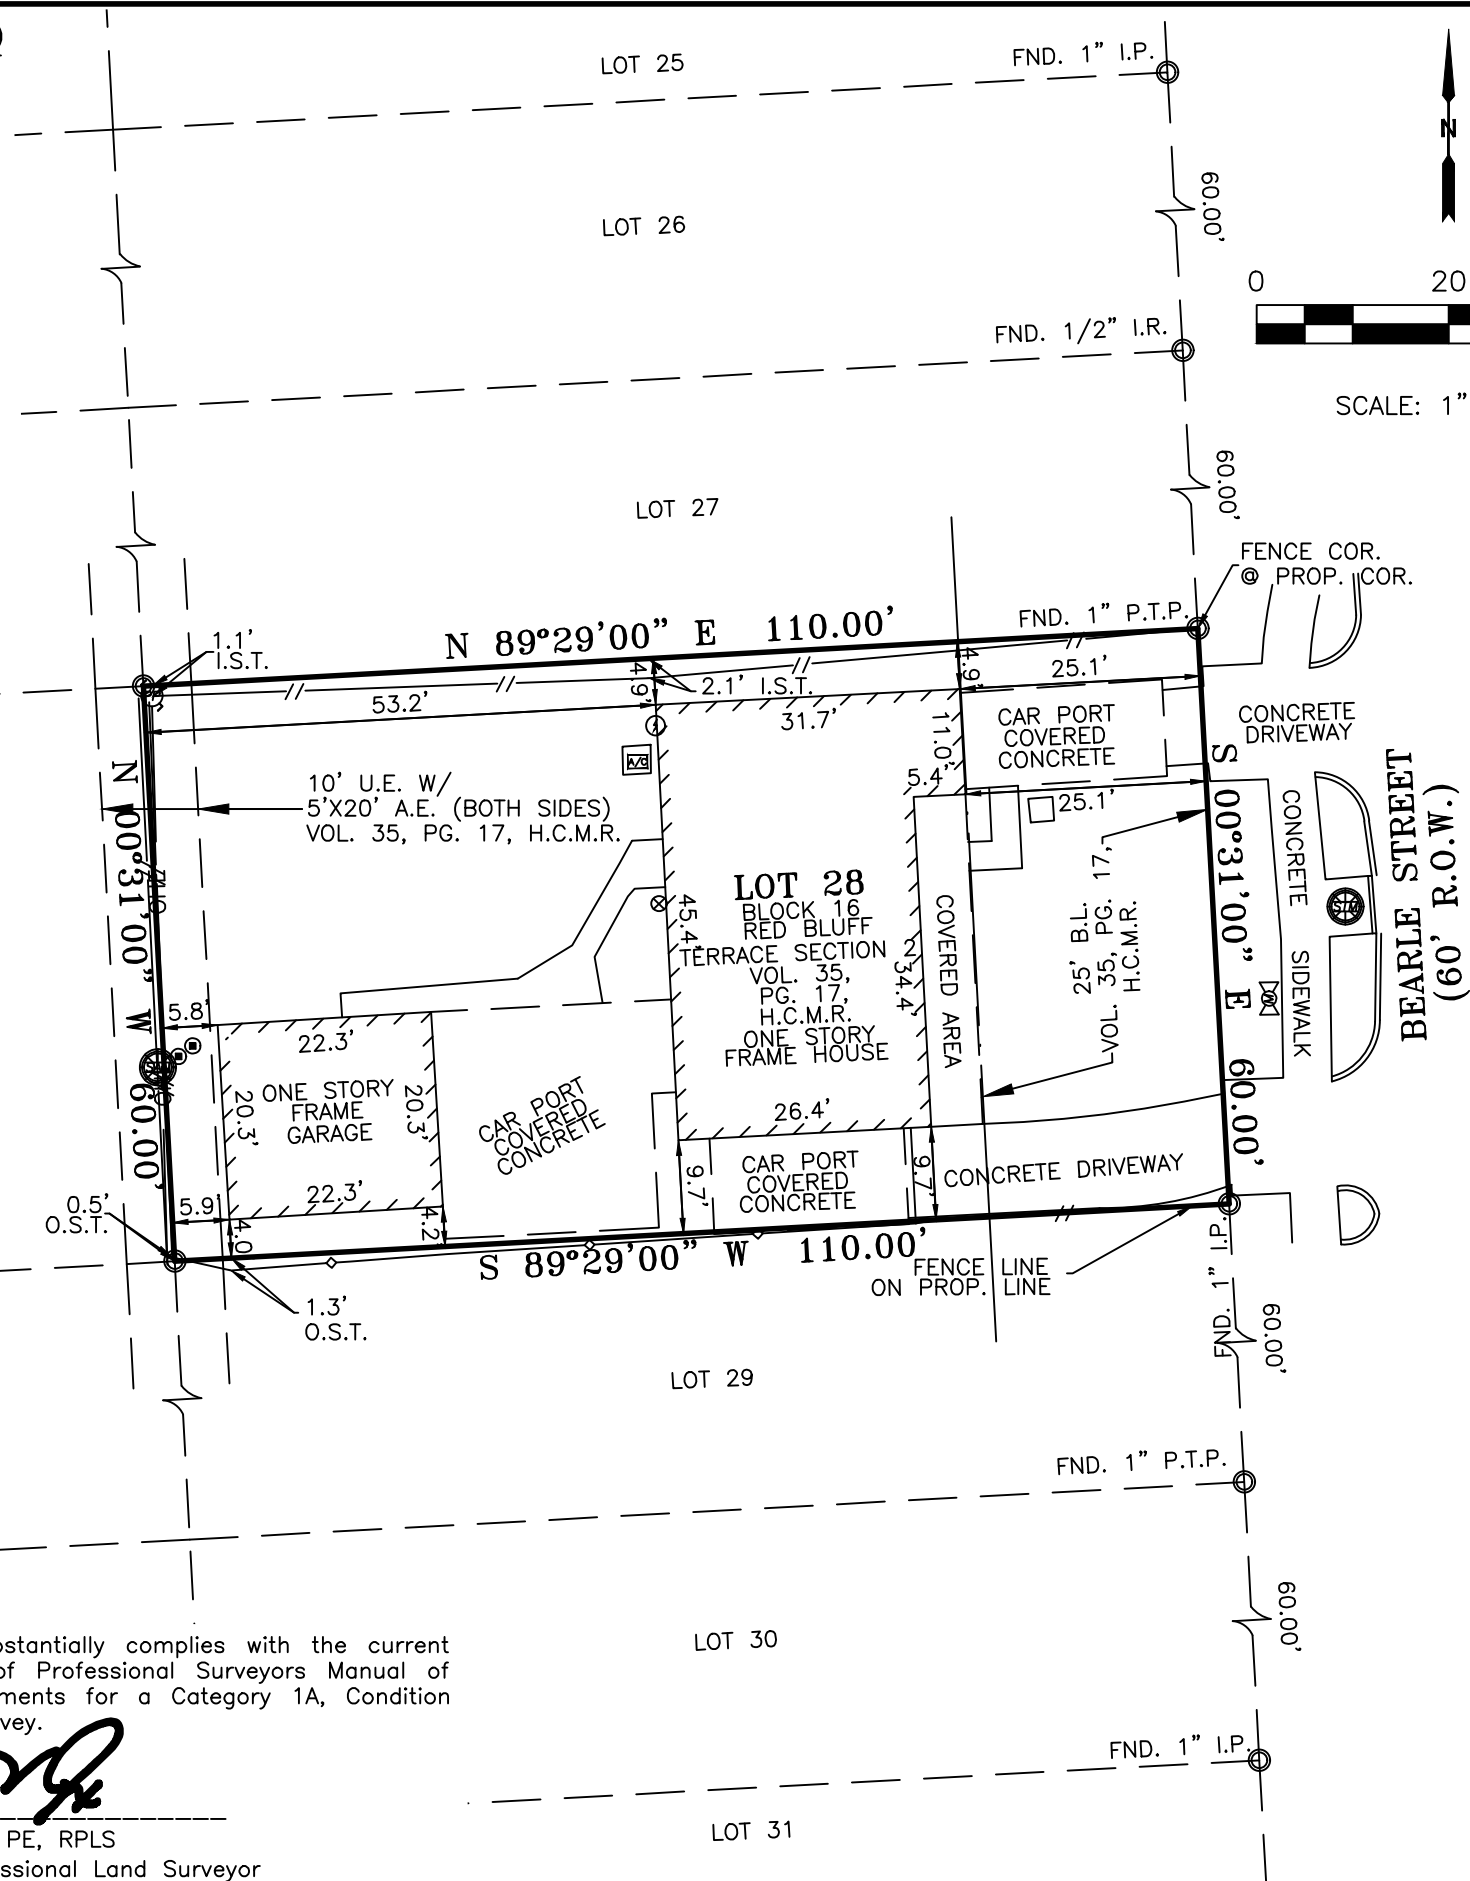 LOT 25
FND. 1" I.P.
N
60.00'
LOT 26
0
20
FND. 1/2" I.R.
SCALE: 1"
60.00'
LOT 27
FENCE COR.
@ PROP. COR.
FND. 1" P.T.P.
N 89°29'00" E 110.00'
1.1'
I.S.T.
4.9'
2.1' I.S.T.
4.9'
25.1'
53.2'
31.7'
11.0'
CAR PORT
COVERED
CONCRETE
CONCRETE
DRIVEWAY
A/C
5.4'
25.1'
10' U.E. W/
5'X20' A.E. (BOTH SIDES)
VOL. 35, PG. 17, H.C.M.R.
N 00°31'00" W 60.00'
S 00°31'00" E 60.00'
CONCRETE SIDEWALK
BEARLE STREET
(60' R.O.W.)
LOT 28
BLOCK 16
RED BLUFF
TERRACE SECTION 2
VOL. 35,
PG. 17,
H.C.M.R.
ONE STORY
FRAME HOUSE
45.4'
34.4'
COVERED AREA
25' B.L.
VOL. 35, PG. 17,
H.C.M.R.
STM
W
5.8'
22.3'
20.3'
ONE STORY
FRAME
GARAGE
20.3'
CAR PORT
COVERED
CONCRETE
26.4'
9.7'
CAR PORT
COVERED
CONCRETE
9.7'
CONCRETE DRIVEWAY
0.5'
O.S.T.
5.9'
22.3'
4.0'
4.2'
S 89°29'00" W 110.00'
FENCE LINE
ON PROP. LINE
FND. 1" I.P.
60.00'
1.3'
O.S.T.
LOT 29
FND. 1" P.T.P.
60.00'
LOT 30
FND. 1" I.P.
LOT 31
stantially complies with the current
of Professional Surveyors Manual of
ments for a Category 1A, Condition
vey.
PE, RPLS
ssional Land Surveyor